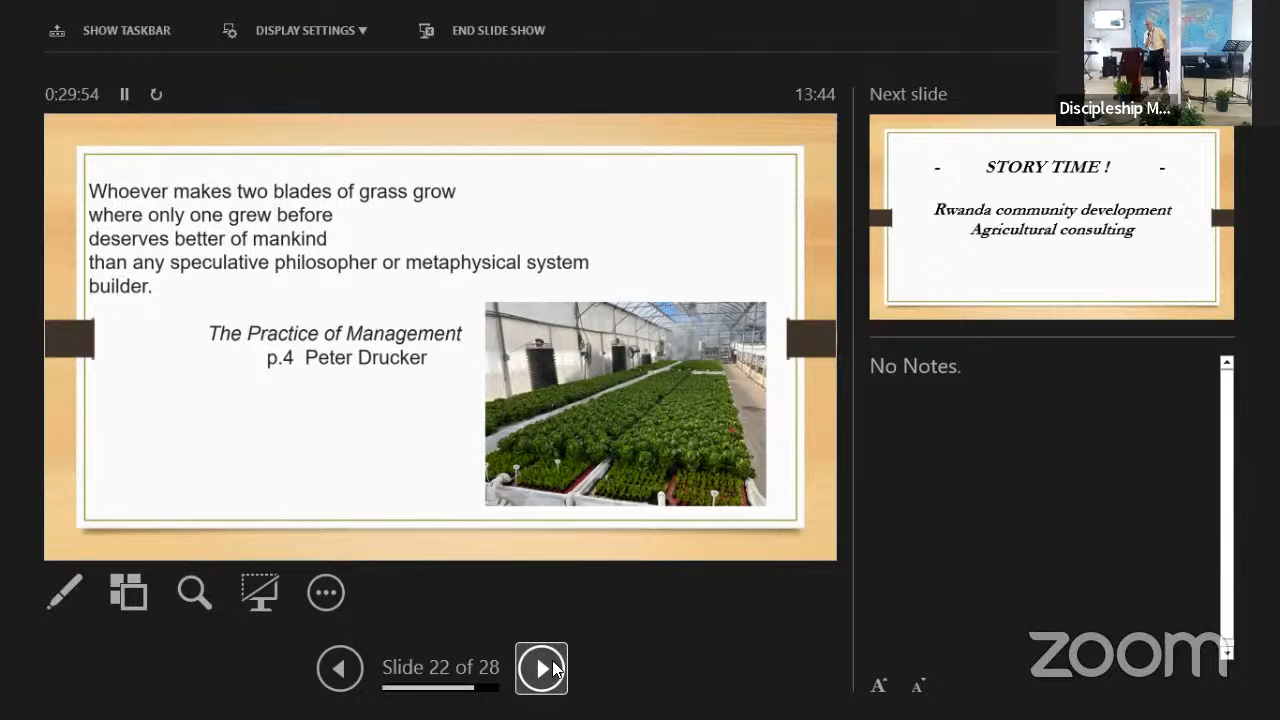 SHOW TASKBAR
DISPLAY SETTINGS ▼
END SLIDE SHOW
Discipleship M...
0:29:54
13:44
Next slide
Whoever makes two blades of grass grow
where only one grew before
deserves better of mankind
than any speculative philosopher or metaphysical system
builder.
The Practice of Management
p.4 Peter Drucker
- STORY TIME ! -
Rwanda community development
Agricultural consulting
No Notes.
Slide 22 of 28
A A
zoom